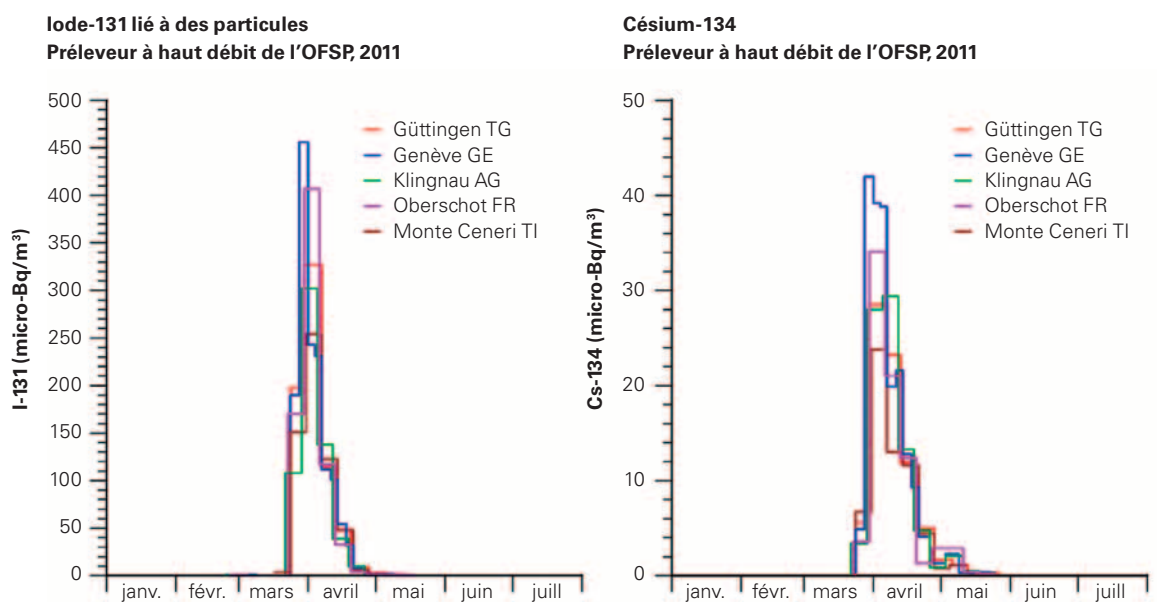 Iode-131 lié à des particules
Préleveur à haut débit de l'OFSP, 2011
I-131 (micro-Bq/m³)
500
450
400
350
300
250
200
150
100
50
0
Güttingen TG
Genève GE
Klingnau AG
Oberschot FR
Monte Ceneri TI
janv. févr. mars avril mai juin juill
Césium-134
Préleveur à haut débit de l'OFSP, 2011
Cs-134 (micro-Bq/m³)
50
40
30
20
10
0
Güttingen TG
Genève GE
Klingnau AG
Oberschot FR
Monte Ceneri TI
janv. févr. mars avril mai juin juill